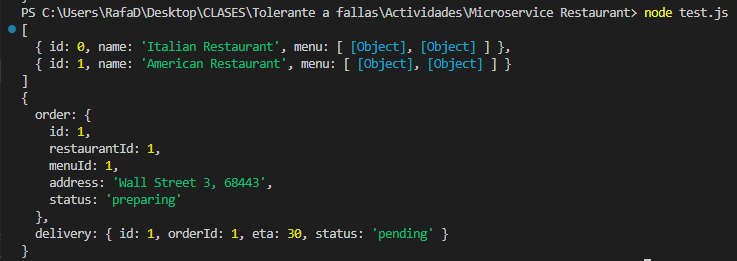 PS C:\Users\RafaD\Desktop\CLASES\Tolerante a fallas\Actividades\Microservice Restaurant> node test.js
[
  { id: 0, name: 'Italian Restaurant', menu: [ [Object], [Object] ] },
  { id: 1, name: 'American Restaurant', menu: [ [Object], [Object] ] }
]
{
  order: {
    id: 1,
    restaurantId: 1,
    menuId: 1,
    address: 'Wall Street 3, 68443',
    status: 'preparing'
  },
  delivery: { id: 1, orderId: 1, eta: 30, status: 'pending' }
}